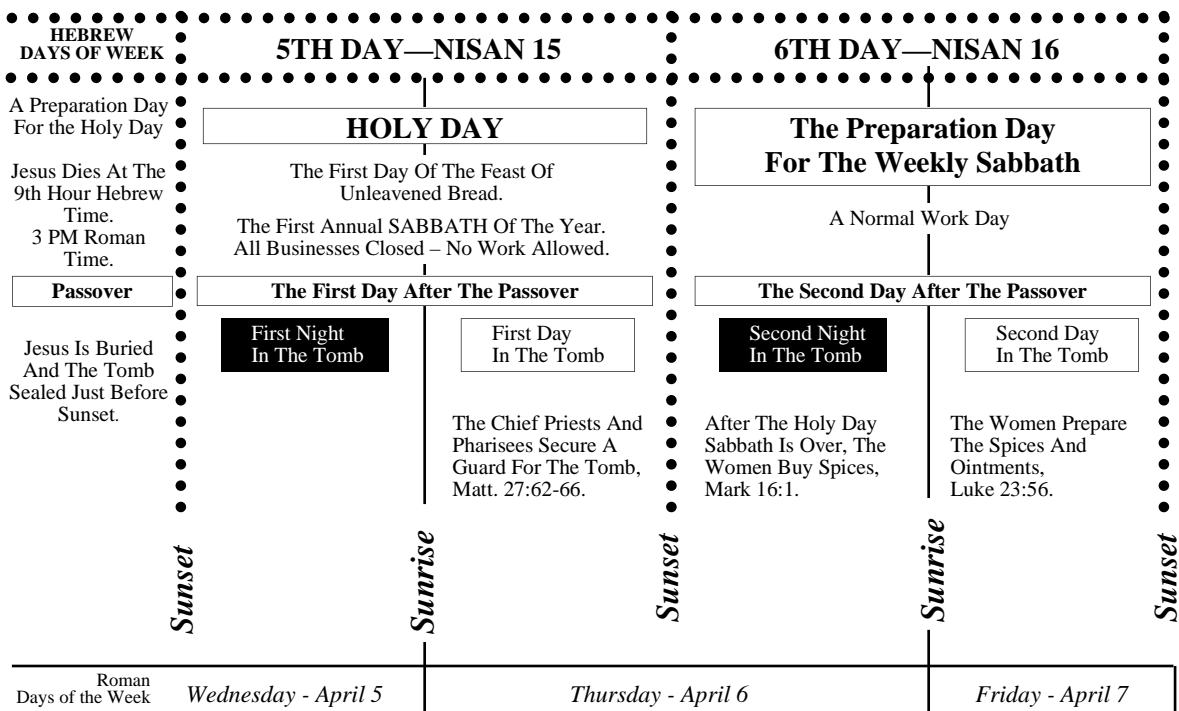 HEBREW
DAYS OF WEEK
5TH DAY—NISAN 15
6TH DAY—NISAN 16
A Preparation Day
For the Holy Day
Jesus Dies At The
9th Hour Hebrew
Time.
3 PM Roman
Time.
Passover
Jesus Is Buried
And The Tomb
Sealed Just Before
Sunset.
HOLY DAY
The First Day Of The Feast Of
Unleavened Bread.
The First Annual SABBATH Of The Year.
All Businesses Closed – No Work Allowed.
The First Day After The Passover
First Night
In The Tomb
First Day
In The Tomb
The Chief Priests And
Pharisees Secure A
Guard For The Tomb,
Matt. 27:62-66.
The Preparation Day
For The Weekly Sabbath
A Normal Work Day
The Second Day After The Passover
Second Night
In The Tomb
Second Day
In The Tomb
After The Holy Day
Sabbath Is Over, The
Women Buy Spices,
Mark 16:1.
The Women Prepare
The Spices And
Ointments,
Luke 23:56.
Sunset
Sunrise
Sunset
Sunrise
Sunset
Roman
Days of the Week
Wednesday - April 5
Thursday - April 6
Friday - April 7